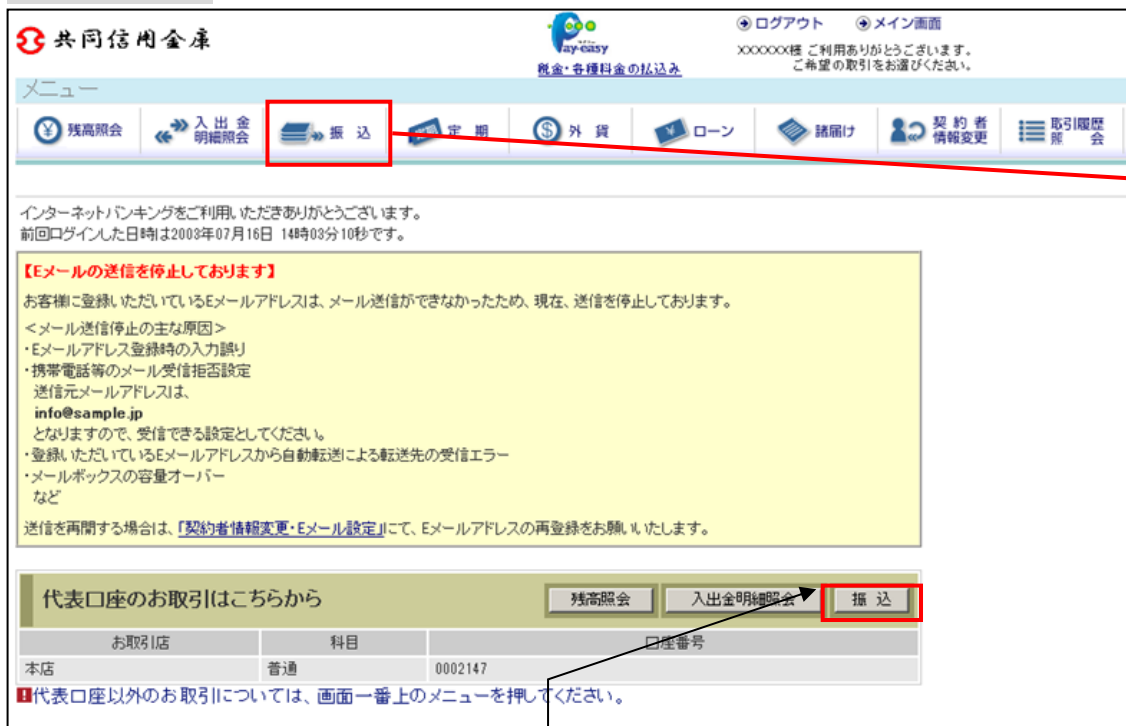 共同信用金庫
Pay-easy
税金・各種料金の払込み
ログアウト メイン画面
XXXXXX様 ご利用ありがとうございます。
ご希望の取引をお選びください。
メニュー
残高照会
入出金
明細照会
振込
定期
外貨
ローン
諸届け
契約者
情報変更
取引履歴
照会
インターネットバンキングをご利用いただきありがとうございます。
前回ログインした日時は2003年07月16日 14時03分10秒です。
【Eメールの送信を停止しております】
お客様に登録いただいているEメールアドレスは、メール送信ができなかったため、現在、送信を停止しております。
<メール送信停止の主な原因>
・Eメールアドレス登録時の入力誤り
・携帯電話等のメール受信拒否設定
送信元メールアドレスは、
info@sample.jp
となりますので、受信できる設定としてください。
・登録いただいているEメールアドレスから自動転送による転送先の受信エラー
・メールボックスの容量オーバー
など
送信を再開する場合は、「契約者情報変更・Eメール設定」にて、Eメールアドレスの再登録をお願いいたします。
代表口座のお取引はこちらから 残高照会 入出金明細照会 振込
お取引店 科目 口座番号
本店 普通 0002147
代表口座以外のお取引については、画面一番上のメニューを押してください。